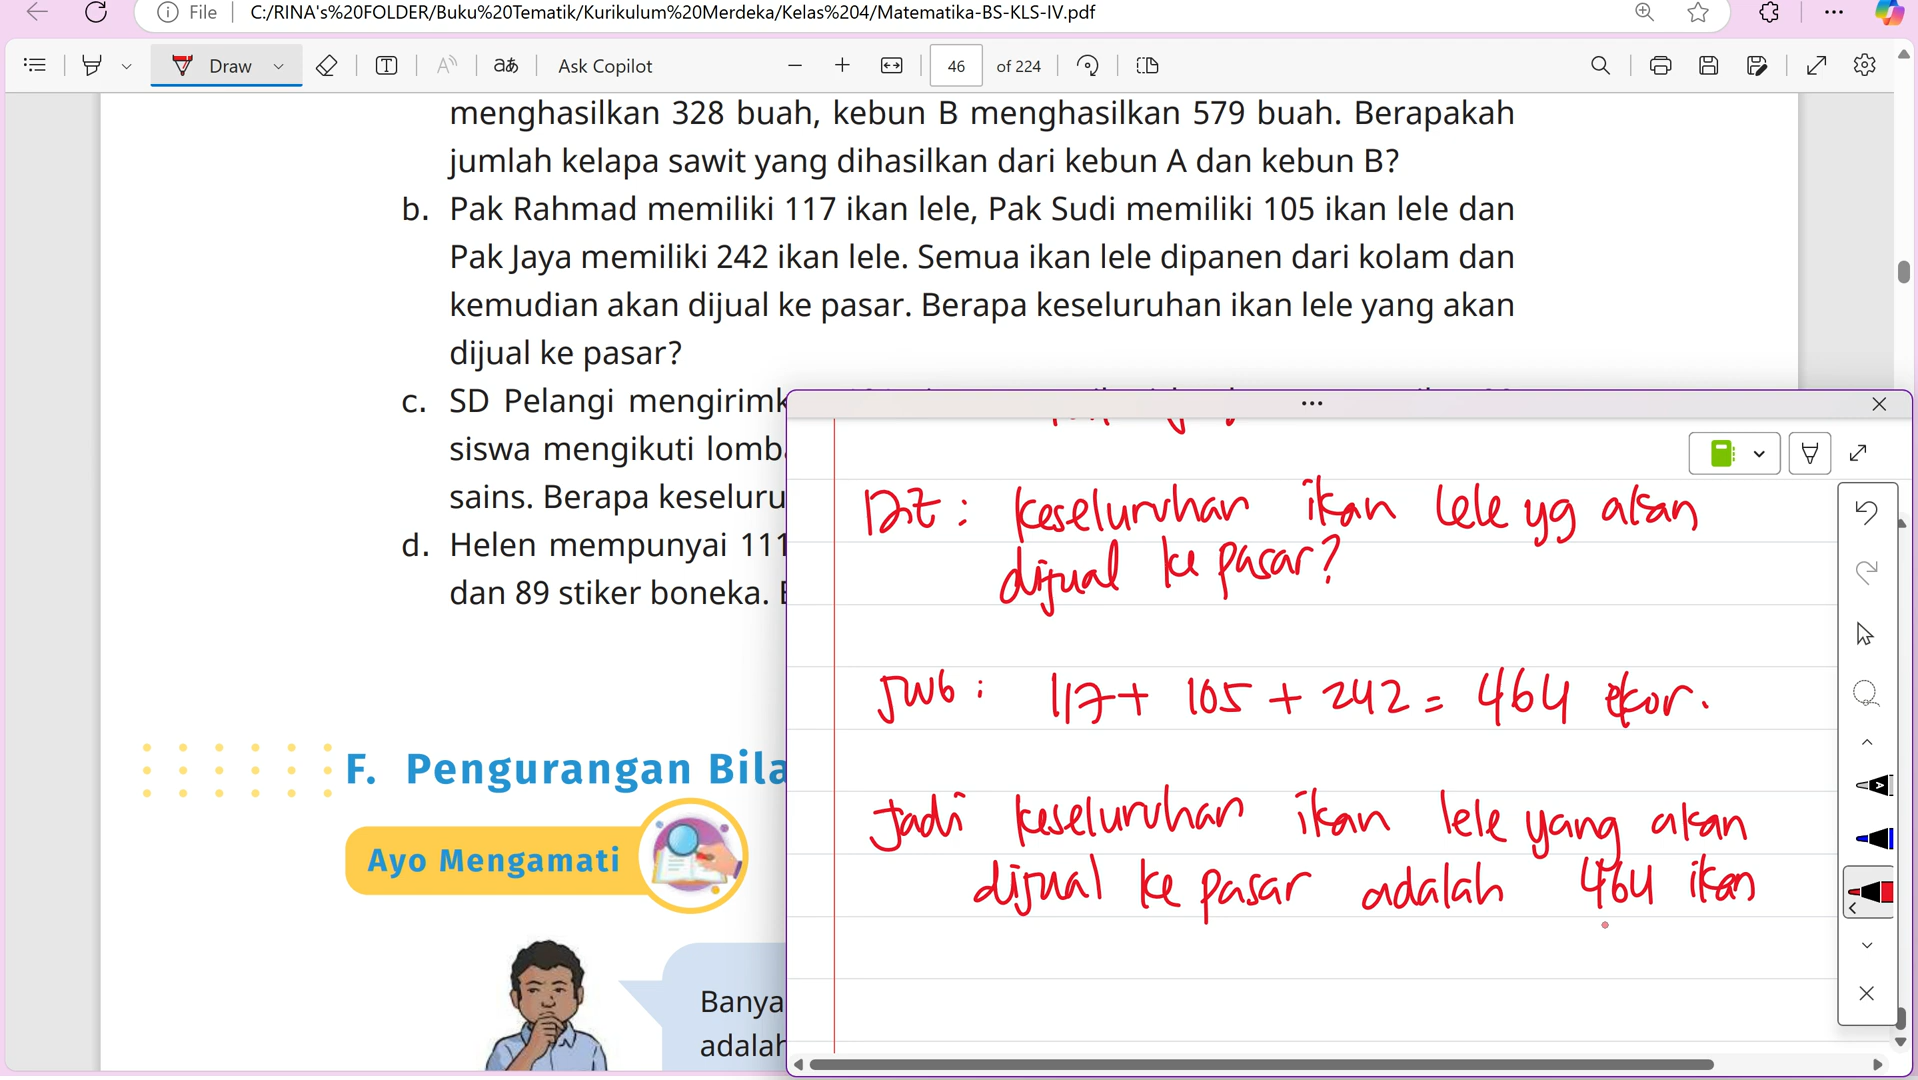 File
C:/RINA's%20FOLDER/Buku%20Tematik/Kurikulum%20Merdeka/Kelas%204/Matematika-BS-KLS-IV.pdf
Draw
T
A
aあ
Ask Copilot
46
of 224
menghasilkan 328 buah, kebun B menghasilkan 579 buah. Berapakah
jumlah kelapa sawit yang dihasilkan dari kebun A dan kebun B?
b. Pak Rahmad memiliki 117 ikan lele, Pak Sudi memiliki 105 ikan lele dan
Pak Jaya memiliki 242 ikan lele. Semua ikan lele dipanen dari kolam dan
kemudian akan dijual ke pasar. Berapa keseluruhan ikan lele yang akan
dijual ke pasar?
c. SD Pelangi mengirimk
siswa mengikuti lomb
sains. Berapa keseluru
d. Helen mempunyai 111
dan 89 stiker boneka.
F. Pengurangan Bila
Ayo Mengamati
Banya
adalah
Dit : keseluruhan ikan lele yg akan
dijual ke pasar?
Jwb : 117 + 105 + 242 = 464 ekor.
Jadi keseluruhan ikan lele yang akan
dijual ke pasar adalah 464 ikan